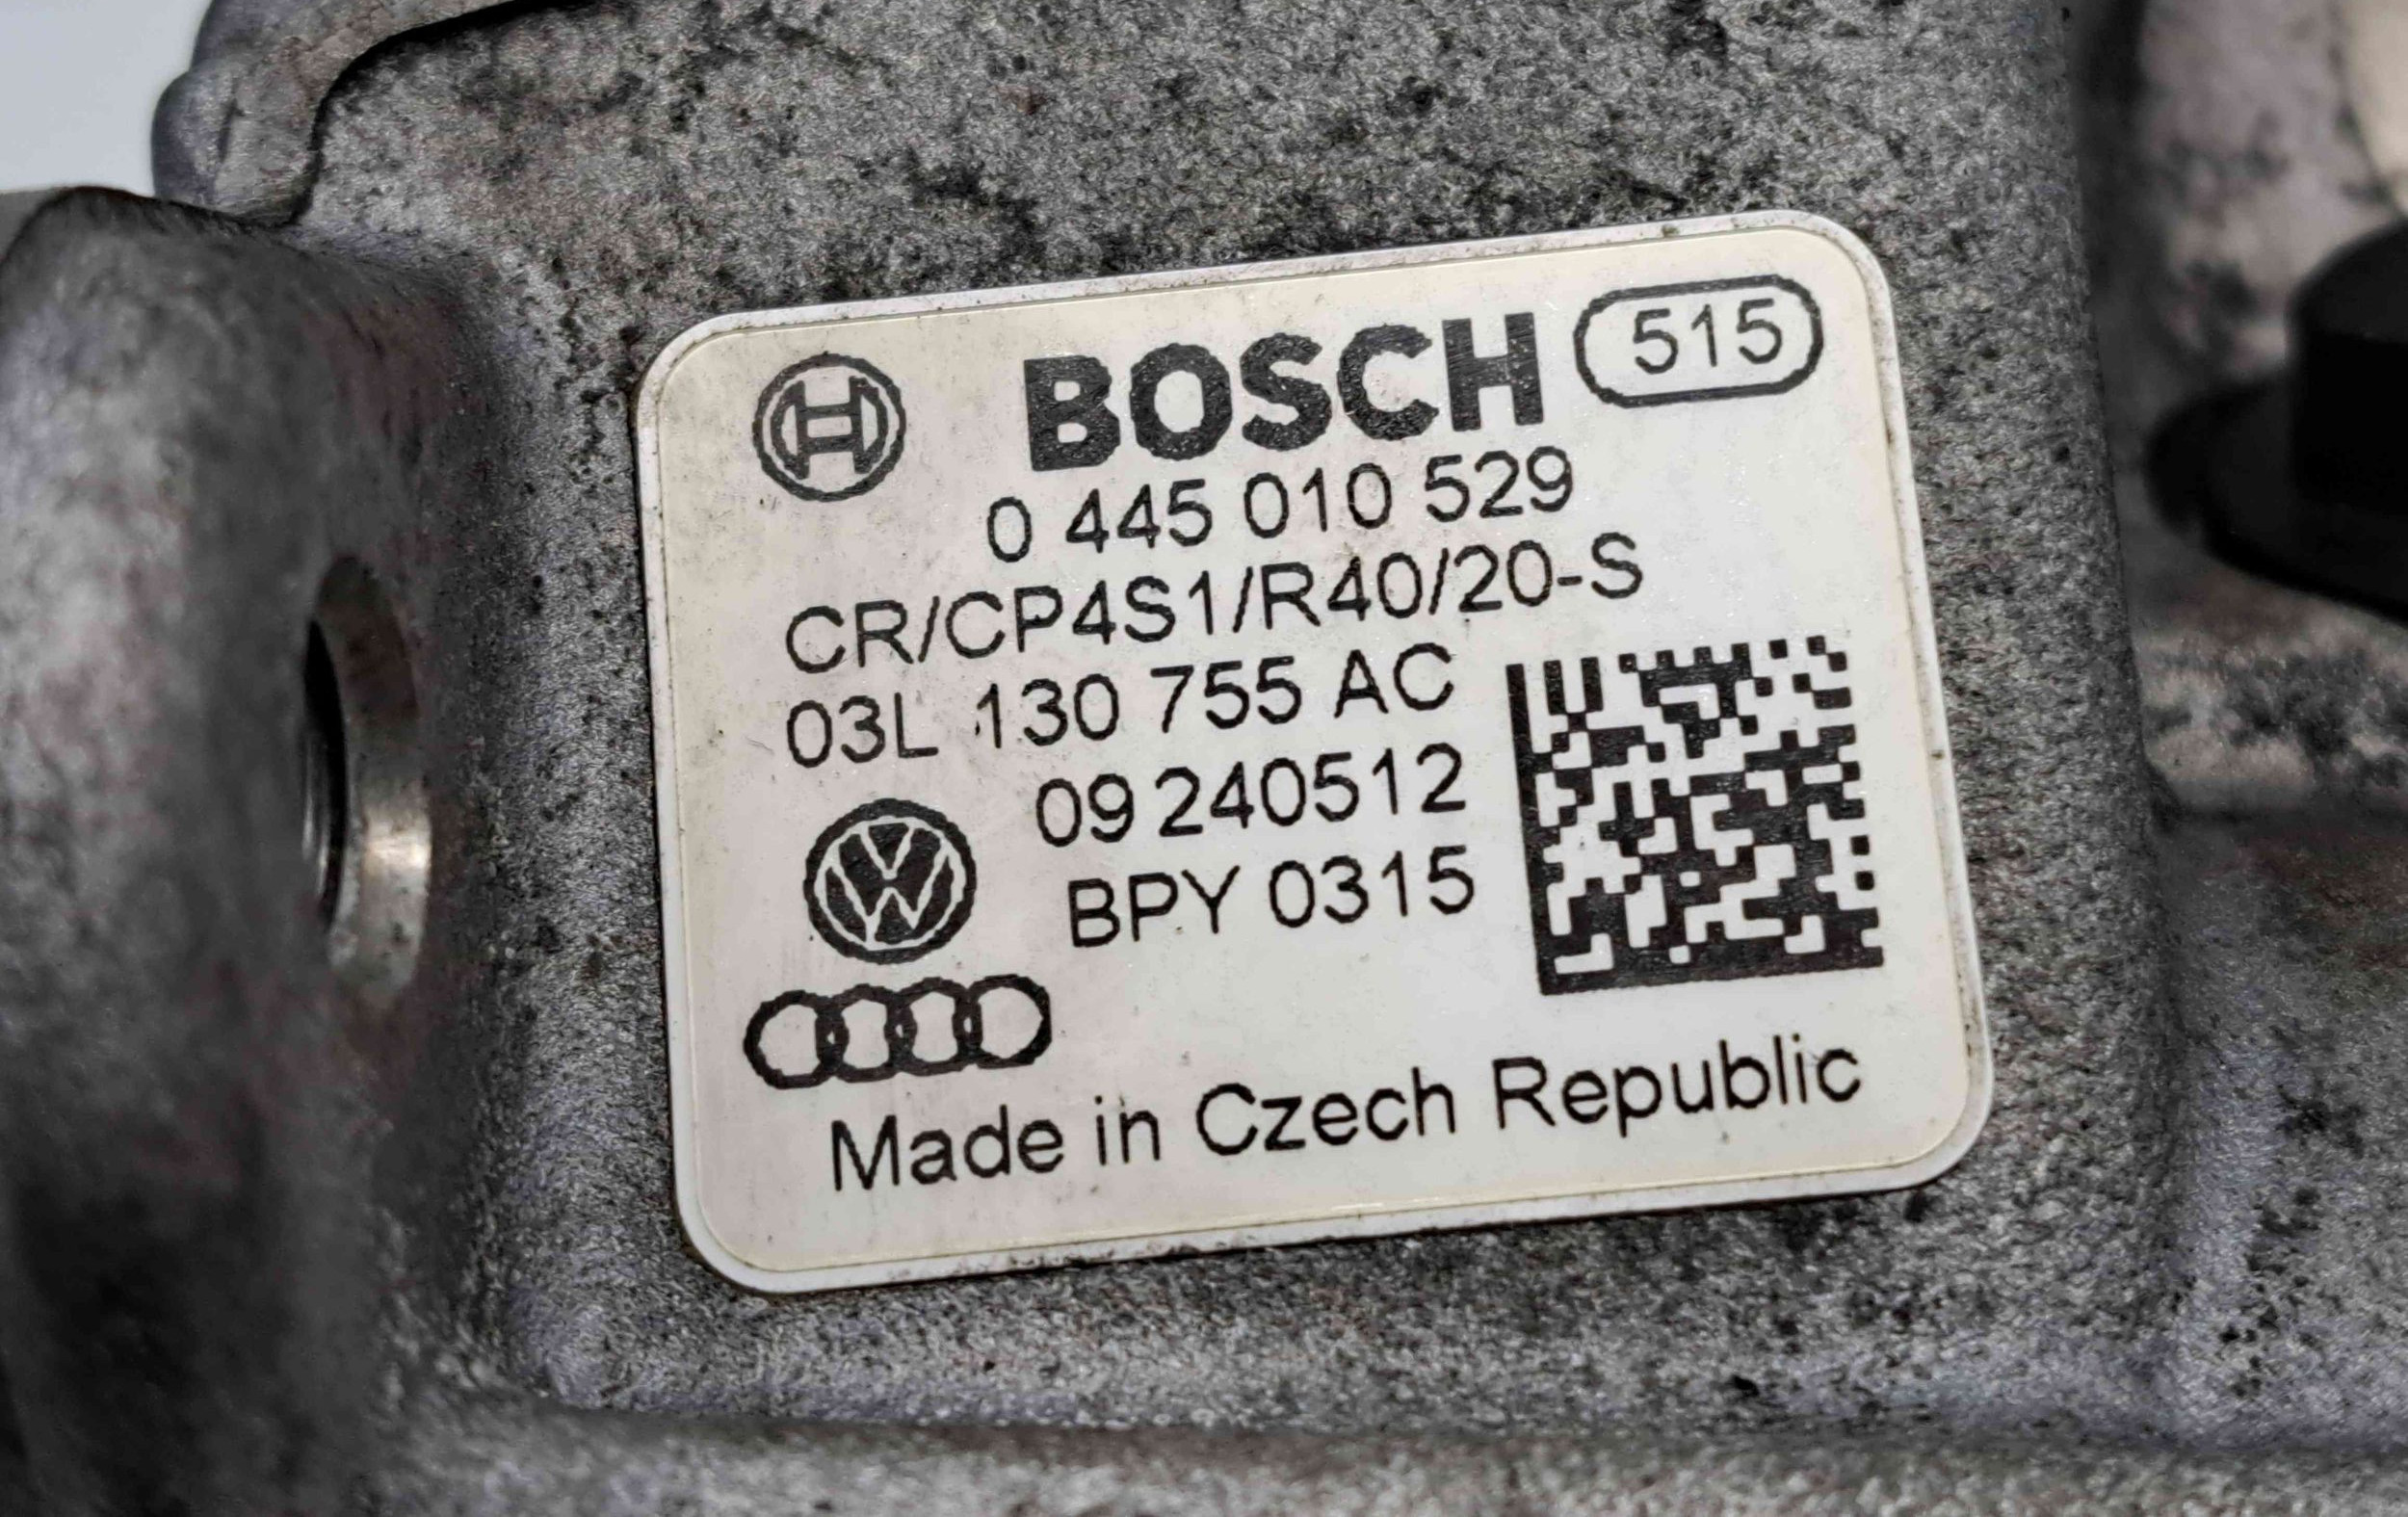 BOSCH 515
0 445 010 529
CR/CP4S1/R40/20-S
03L 130 755 AC
09 240512
BPY 0315
Made in Czech Republic